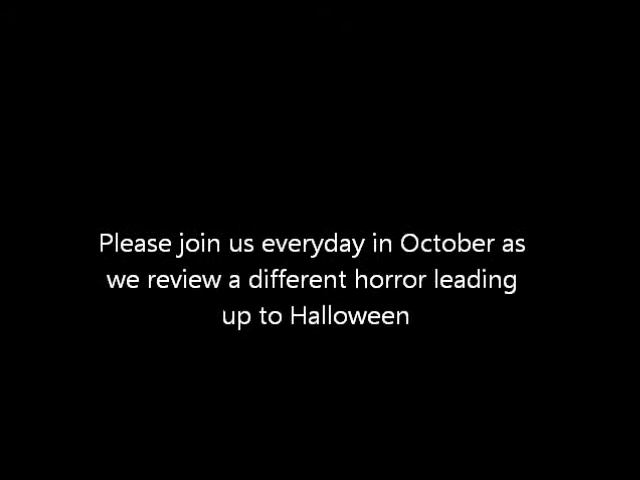 Please join us everyday in October as
we review a different horror leading
up to Halloween